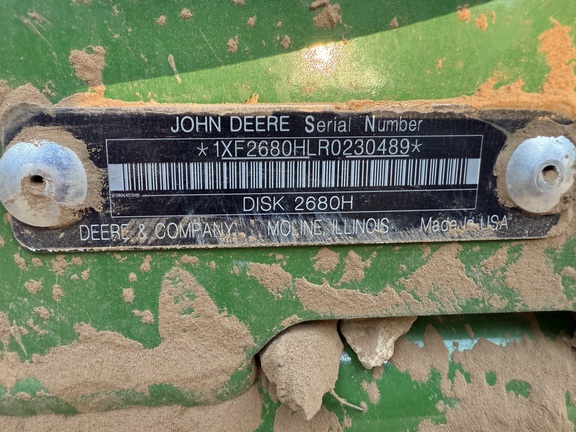 JOHN DEERE Serial Number
*1XF2680HLR0230489*
DISK 2680H
DEERE & COMPANY MOLINE, ILLINOIS Made In USA